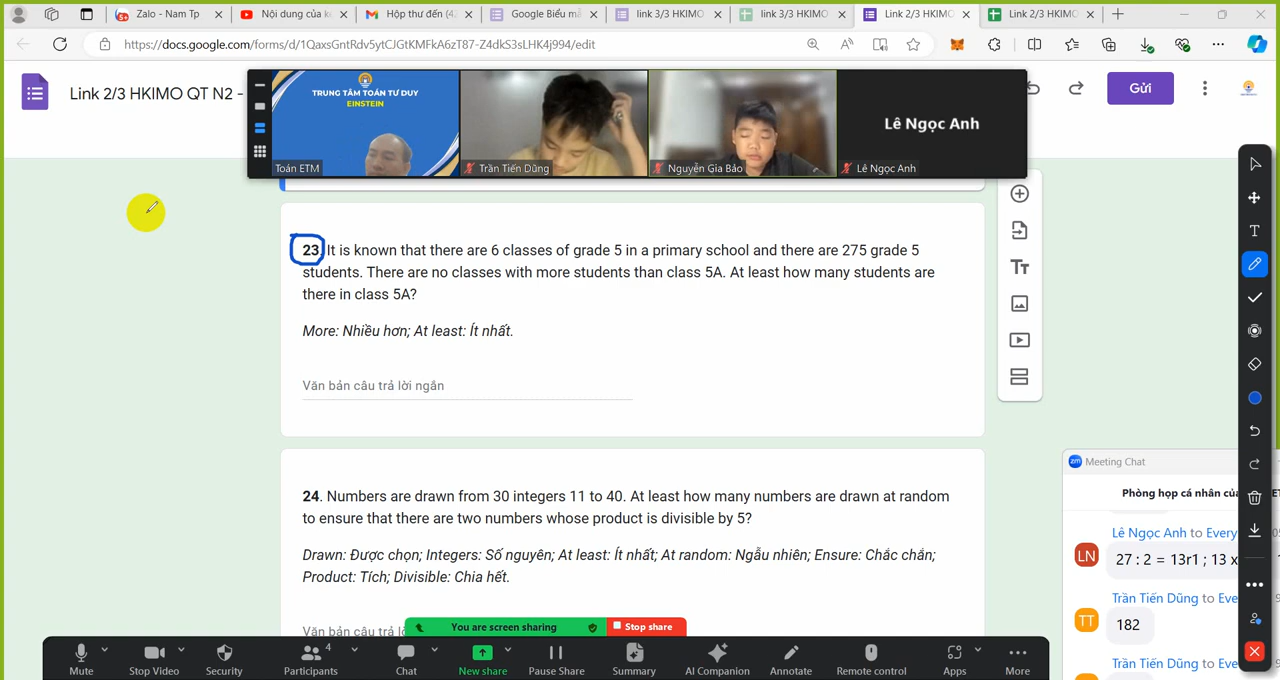 Zalo - Nam Tp
Nội dung của k
Hộp thư đến (4
Google Biểu m
link 3/3 HKIMO
link 3/3 HKIMO
Link 2/3 HKIMO
Link 2/3 HKIMO
https://docs.google.com/forms/d/1QaxsGntRdv5ytCJGtKMFkA6zT87-Z4dkS3sLHK4j994/edit
Link 2/3 HKIMO QT N2 -
Gửi
TRUNG TÂM TOÁN TƯ DUY
EINSTEIN
Toán ETM
Trần Tiến Dũng
Nguyễn Gia Bảo
Lê Ngọc Anh
Lê Ngọc Anh
23. It is known that there are 6 classes of grade 5 in a primary school and there are 275 grade 5
students. There are no classes with more students than class 5A. At least how many students are
there in class 5A?
More: Nhiều hơn; At least: Ít nhất.
Văn bản câu trả lời ngắn
24. Numbers are drawn from 30 integers 11 to 40. At least how many numbers are drawn at random
to ensure that there are two numbers whose product is divisible by 5?
Drawn: Được chọn; Integers: Số nguyên; At least: Ít nhất; At random: Ngẫu nhiên; Ensure: Chắc chắn;
Product: Tích; Divisible: Chia hết.
Văn bản câu trả lờ
You are screen sharing
Stop share
zm Meeting Chat
Phòng họp cá nhân của
Lê Ngọc Anh to Every
LN
27 : 2 = 13r1 ; 13 x
Trần Tiến Dũng to Eve
TT
182
Trần Tiến Dũng to Eve
Mute
Stop Video
Security
4
Participants
Chat
New share
Pause Share
Summary
AI Companion
Annotate
Remote control
Apps
More